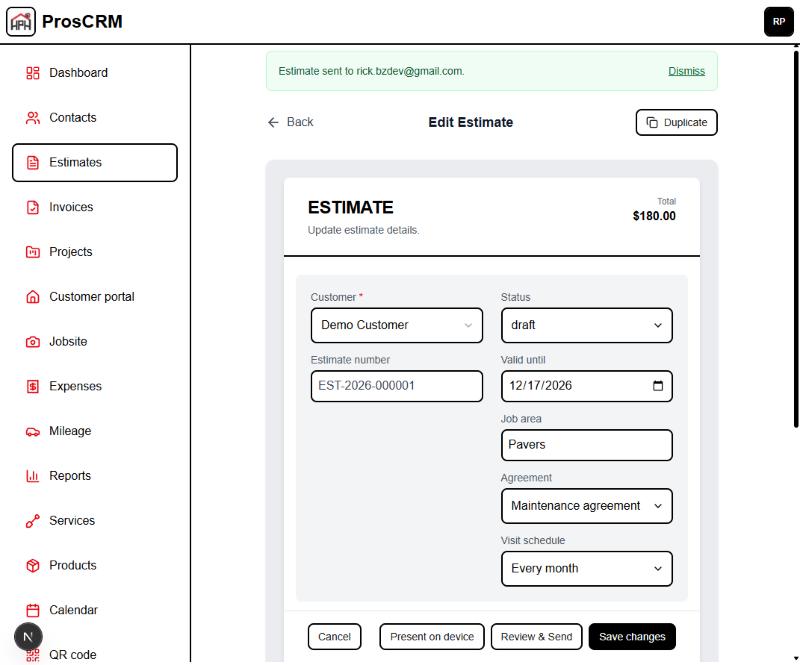 HPH
ProsCRM
RP
Dashboard
Contacts
Estimates
Invoices
Projects
Customer portal
Jobsite
Expenses
Mileage
Reports
Services
Products
Calendar
QR code
N
Estimate sent to rick.bzdev@gmail.com.
Dismiss
Back
Edit Estimate
Duplicate
ESTIMATE
Update estimate details.
Total
$180.00
Customer *
Demo Customer
Status
draft
Estimate number
EST-2026-000001
Valid until
12/17/2026
Job area
Pavers
Agreement
Maintenance agreement
Visit schedule
Every month
Cancel
Present on device
Review & Send
Save changes